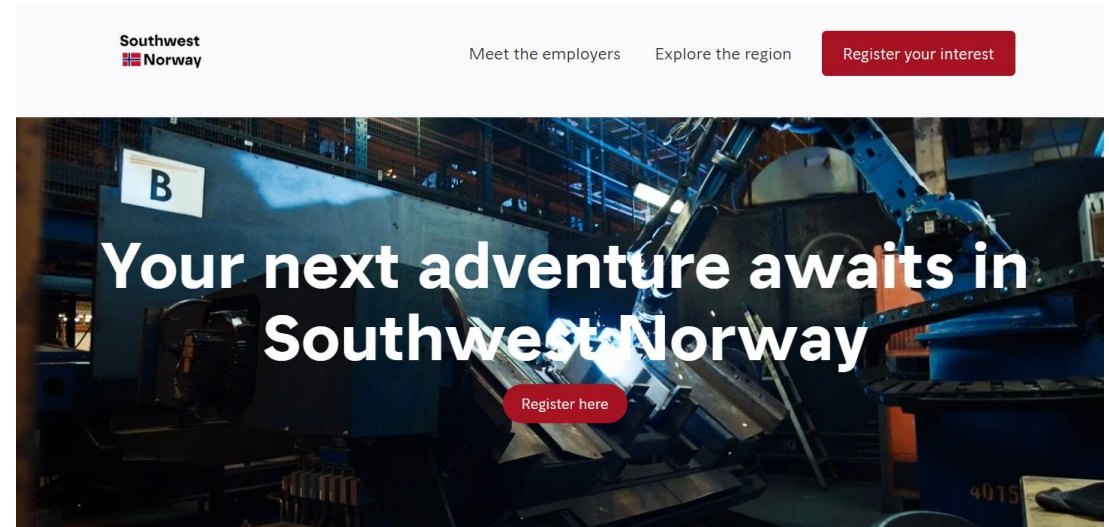 Southwest
Norway
Meet the employers
Explore the region
Register your interest
B
Your next adventure awaits in
Southwest Norway
Register here
4015